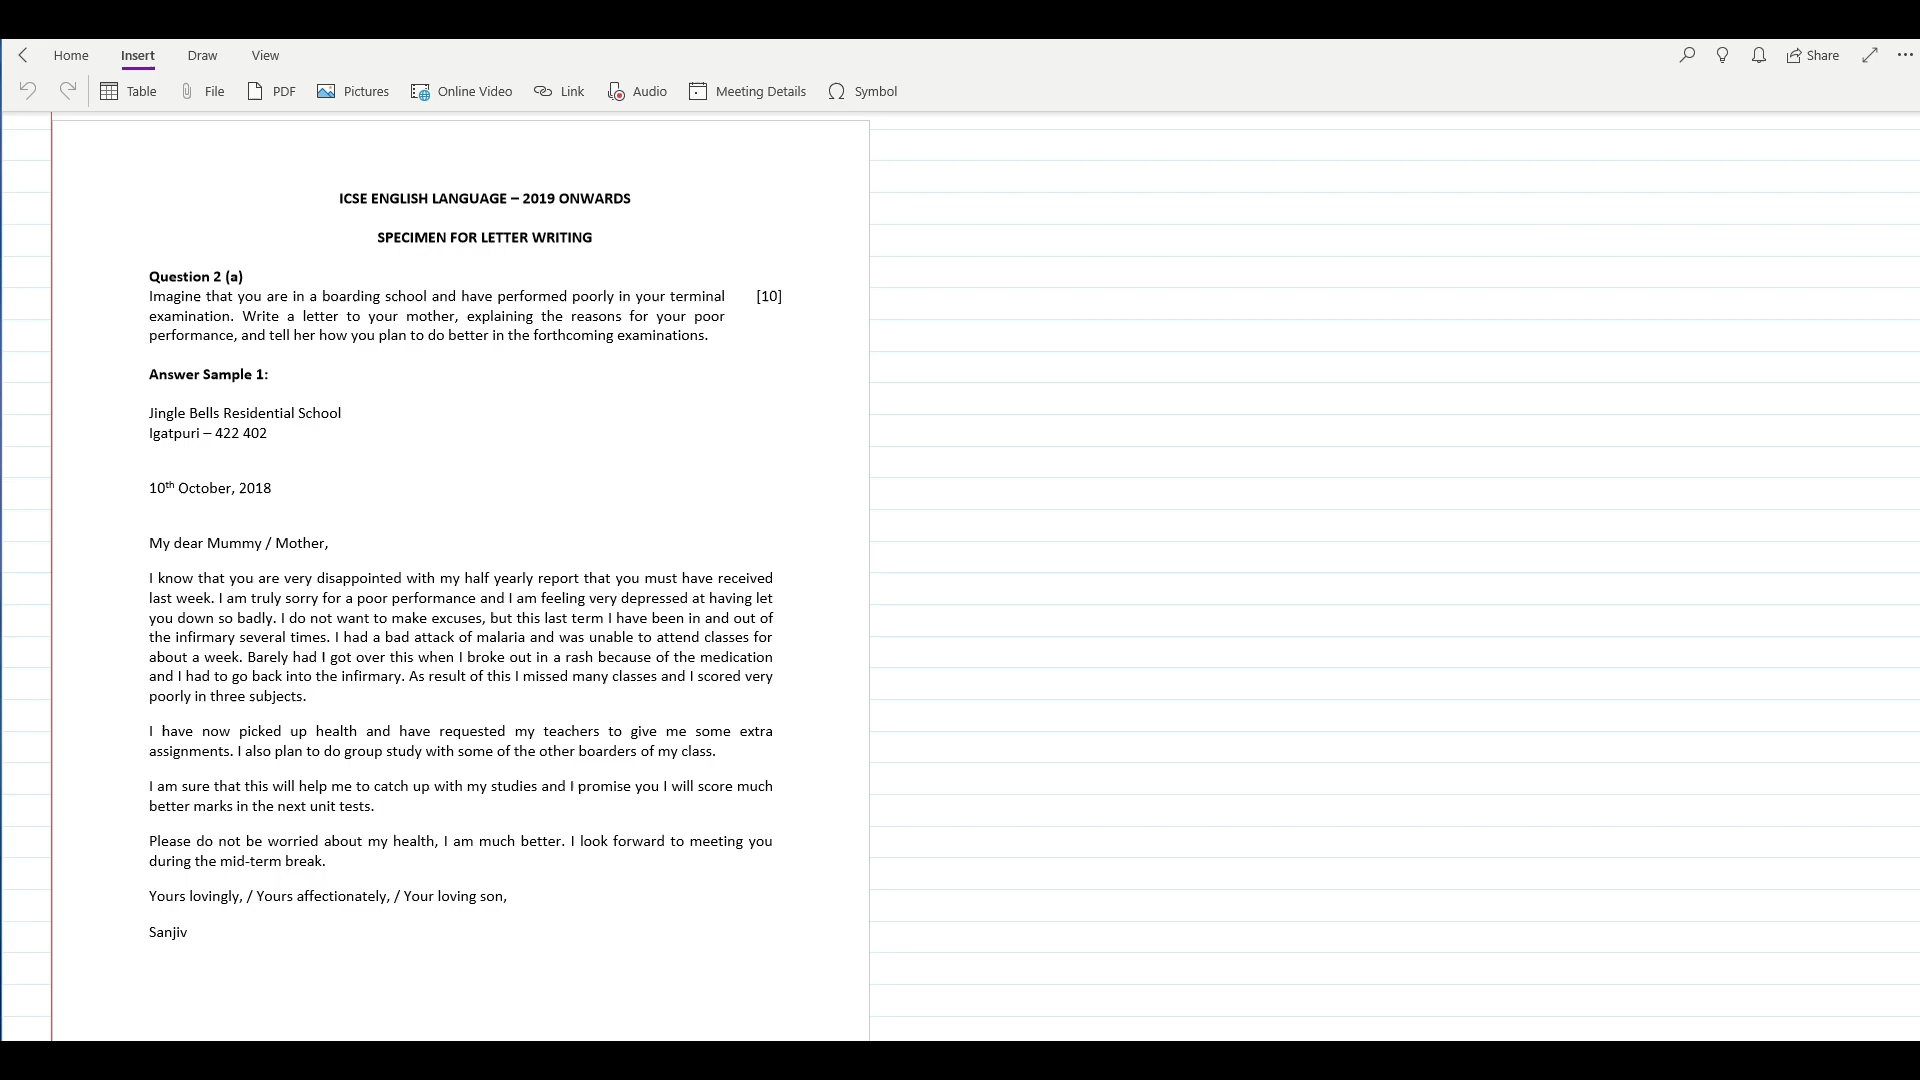 Home Insert Draw View Share
Table File PDF Pictures Online Video Link Audio Meeting Details Symbol
ICSE ENGLISH LANGUAGE – 2019 ONWARDS
SPECIMEN FOR LETTER WRITING
Question 2 (a)
Imagine that you are in a boarding school and have performed poorly in your terminal [10]
examination. Write a letter to your mother, explaining the reasons for your poor
performance, and tell her how you plan to do better in the forthcoming examinations.
Answer Sample 1:
Jingle Bells Residential School
Igatpuri – 422 402
10th October, 2018
My dear Mummy / Mother,
I know that you are very disappointed with my half yearly report that you must have received
last week. I am truly sorry for a poor performance and I am feeling very depressed at having let
you down so badly. I do not want to make excuses, but this last term I have been in and out of
the infirmary several times. I had a bad attack of malaria and was unable to attend classes for
about a week. Barely had I got over this when I broke out in a rash because of the medication
and I had to go back into the infirmary. As result of this I missed many classes and I scored very
poorly in three subjects.
I have now picked up health and have requested my teachers to give me some extra
assignments. I also plan to do group study with some of the other boarders of my class.
I am sure that this will help me to catch up with my studies and I promise you I will score much
better marks in the next unit tests.
Please do not be worried about my health, I am much better. I look forward to meeting you
during the mid-term break.
Yours lovingly, / Yours affectionately, / Your loving son,
Sanjiv